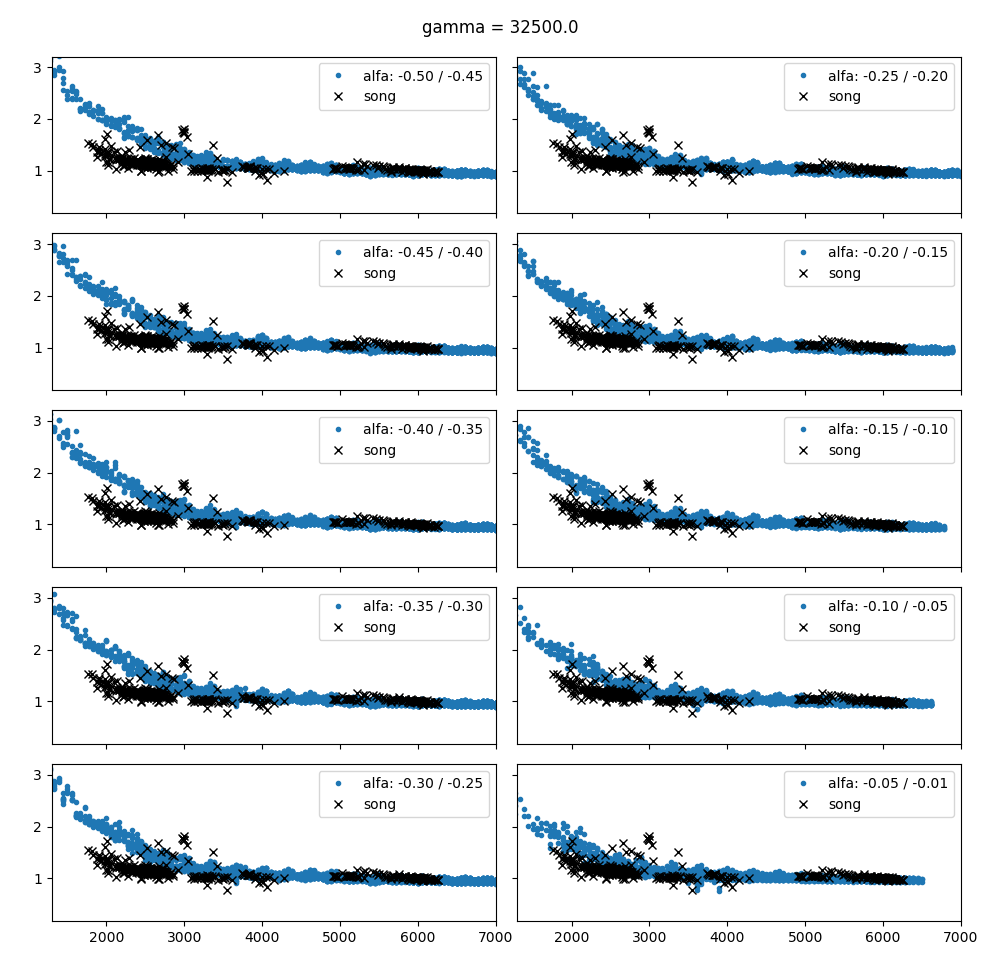 gamma = 32500.0
3
2
1
alfa: -0.50 / -0.45
song
alfa: -0.25 / -0.20
song
3
2
1
alfa: -0.45 / -0.40
song
alfa: -0.20 / -0.15
song
3
2
1
alfa: -0.40 / -0.35
song
alfa: -0.15 / -0.10
song
3
2
1
alfa: -0.35 / -0.30
song
alfa: -0.10 / -0.05
song
3
2
1
alfa: -0.30 / -0.25
song
alfa: -0.05 / -0.01
song
2000 3000 4000 5000 6000 7000
2000 3000 4000 5000 6000 7000